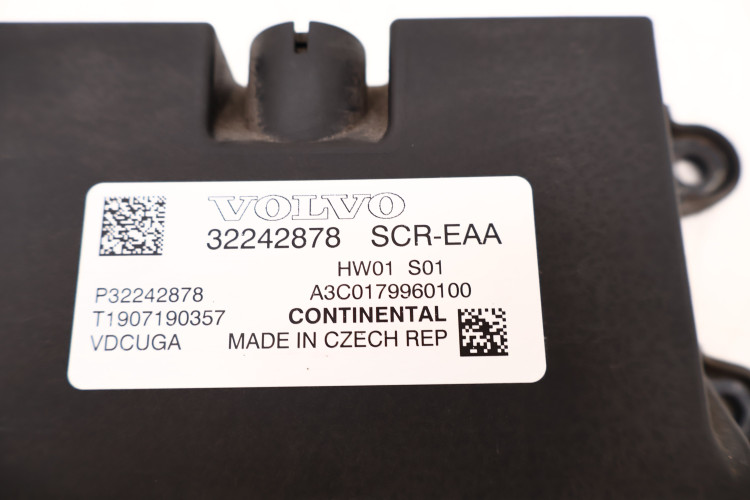 VOLVO
32242878 SCR-EAA
HW01 S01
P32242878 A3C0179960100
T1907190357 CONTINENTAL
VDCUGA MADE IN CZECH REP